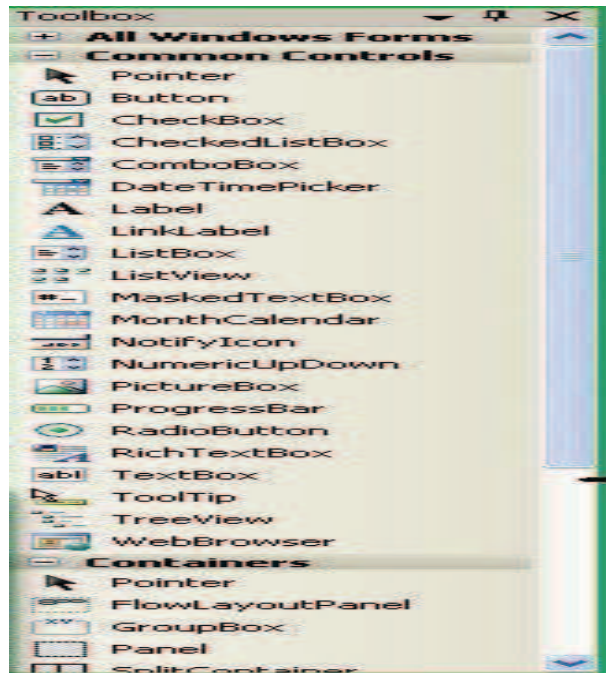 Toolbox
All Windows Forms
Common Controls
Pointer
Button
CheckBox
CheckedListBox
ComboBox
DateTimePicker
Label
LinkLabel
ListBox
ListView
MaskedTextBox
MonthCalendar
NotifyIcon
NumericUpDown
PictureBox
ProgressBar
RadioButton
RichTextBox
TextBox
ToolTip
TreeView
WebBrowser
Containers
Pointer
FlowLayoutPanel
GroupBox
Panel
SplitContainer